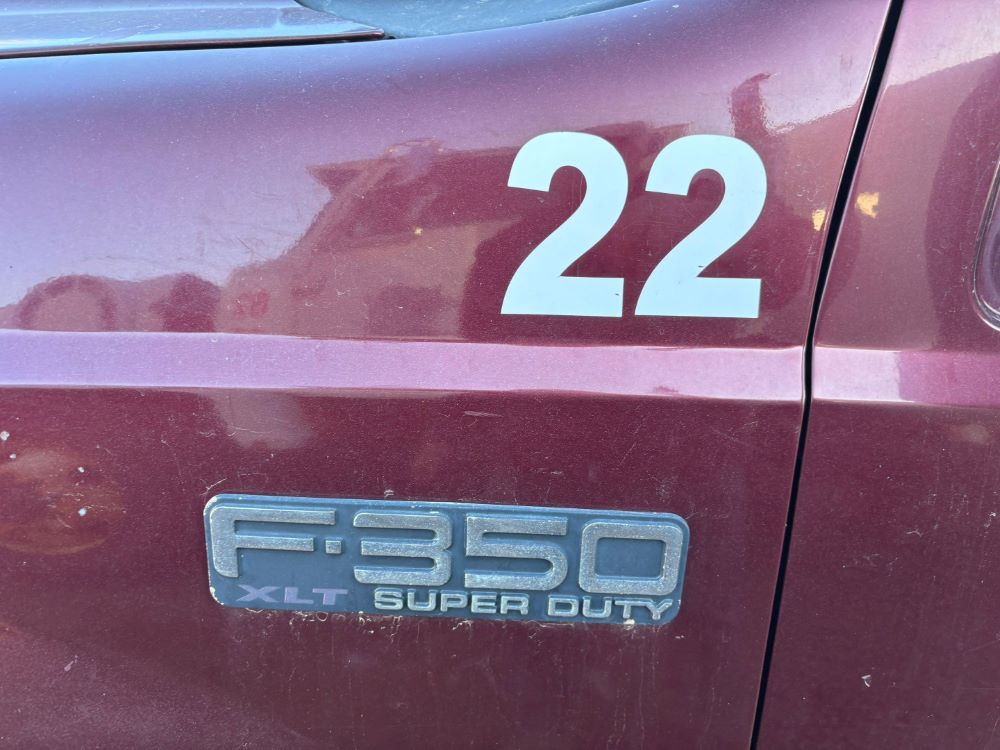 22
F-350
XLT SUPER DUTY